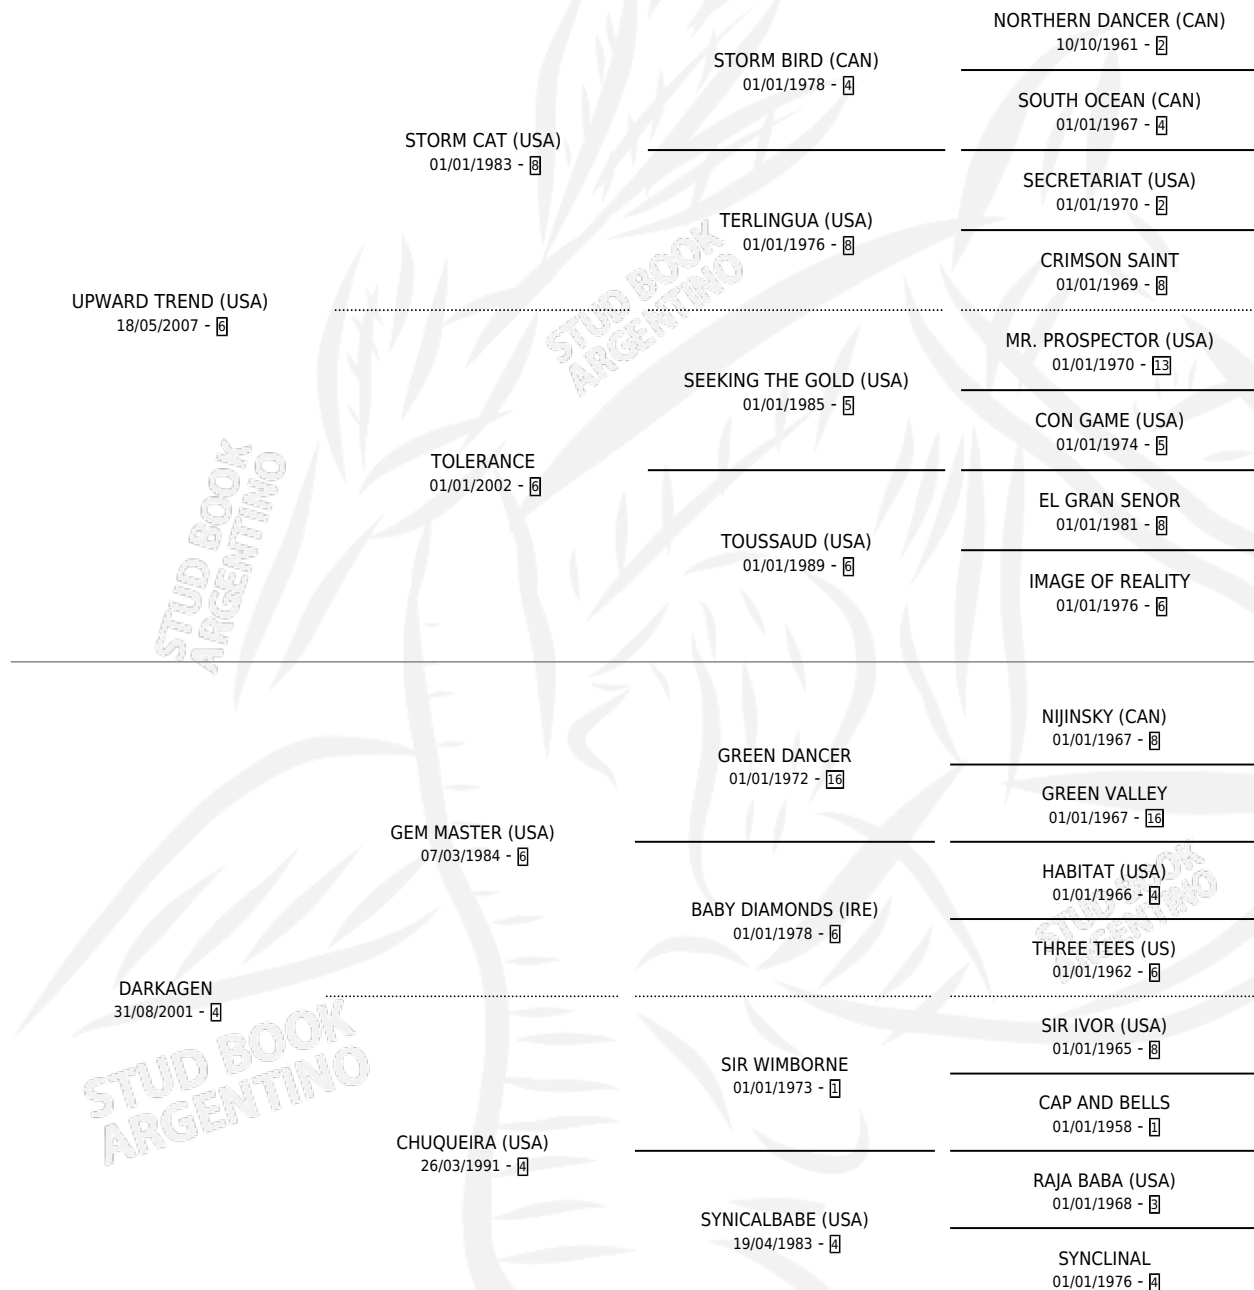 NORTHERN DANCER (CAN)
10/10/1961 - 2
STORM BIRD (CAN)
01/01/1978 - 4
SOUTH OCEAN (CAN)
01/01/1967 - 4
STORM CAT (USA)
01/01/1983 - 8
SECRETARIAT (USA)
01/01/1970 - 2
TERLINGUA (USA)
01/01/1976 - 8
CRIMSON SAINT
01/01/1969 - 8
UPWARD TREND (USA)
18/05/2007 - 6
MR. PROSPECTOR (USA)
01/01/1970 - 13
SEEKING THE GOLD (USA)
01/01/1985 - 5
CON GAME (USA)
01/01/1974 - 5
TOLERANCE
01/01/2002 - 6
EL GRAN SENOR
01/01/1981 - 8
TOUSSAUD (USA)
01/01/1989 - 6
IMAGE OF REALITY
01/01/1976 - 6
NIJINSKY (CAN)
01/01/1967 - 8
GREEN DANCER
01/01/1972 - 16
GREEN VALLEY
01/01/1967 - 16
GEM MASTER (USA)
07/03/1984 - 6
HABITAT (USA)
01/01/1966 - 4
BABY DIAMONDS (IRE)
01/01/1978 - 6
THREE TEES (US)
01/01/1962 - 6
DARKAGEN
31/08/2001 - 4
SIR IVOR (USA)
01/01/1965 - 8
SIR WIMBORNE
01/01/1973 - 1
CAP AND BELLS
01/01/1958 - 1
CHUQUEIRA (USA)
26/03/1991 - 4
RAJA BABA (USA)
01/01/1968 - 3
SYNICALBABE (USA)
19/04/1983 - 4
SYNCLINAL
01/01/1976 - 4
STUD BOOK
ARGENTINO
STUD BOOK
ARGENTINO
STUD BOOK
ARGENTINO
STUD BOOK
ARGENTINO